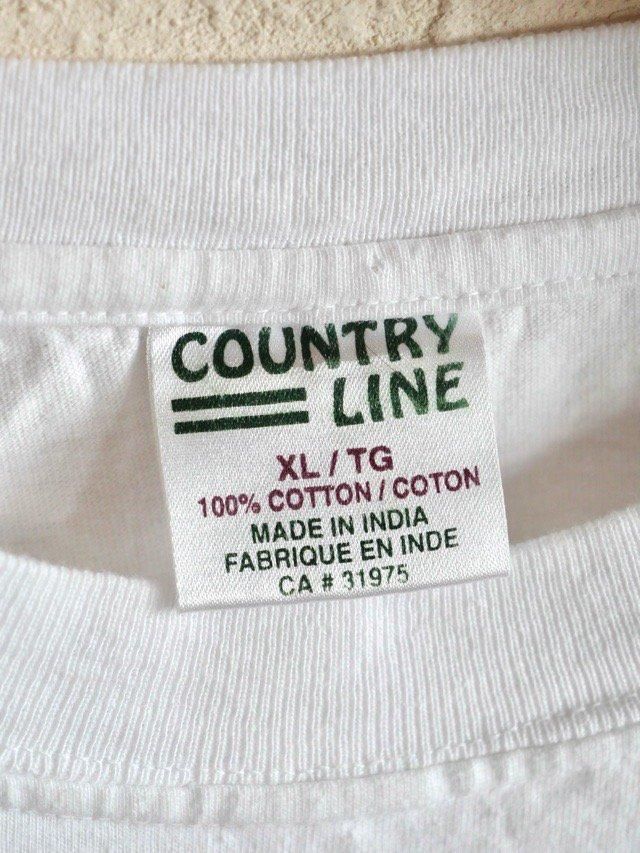 COUNTRY
LINE
XL / TG
100% COTTON / COTON
MADE IN INDIA
FABRIQUE EN INDE
CA # 31975